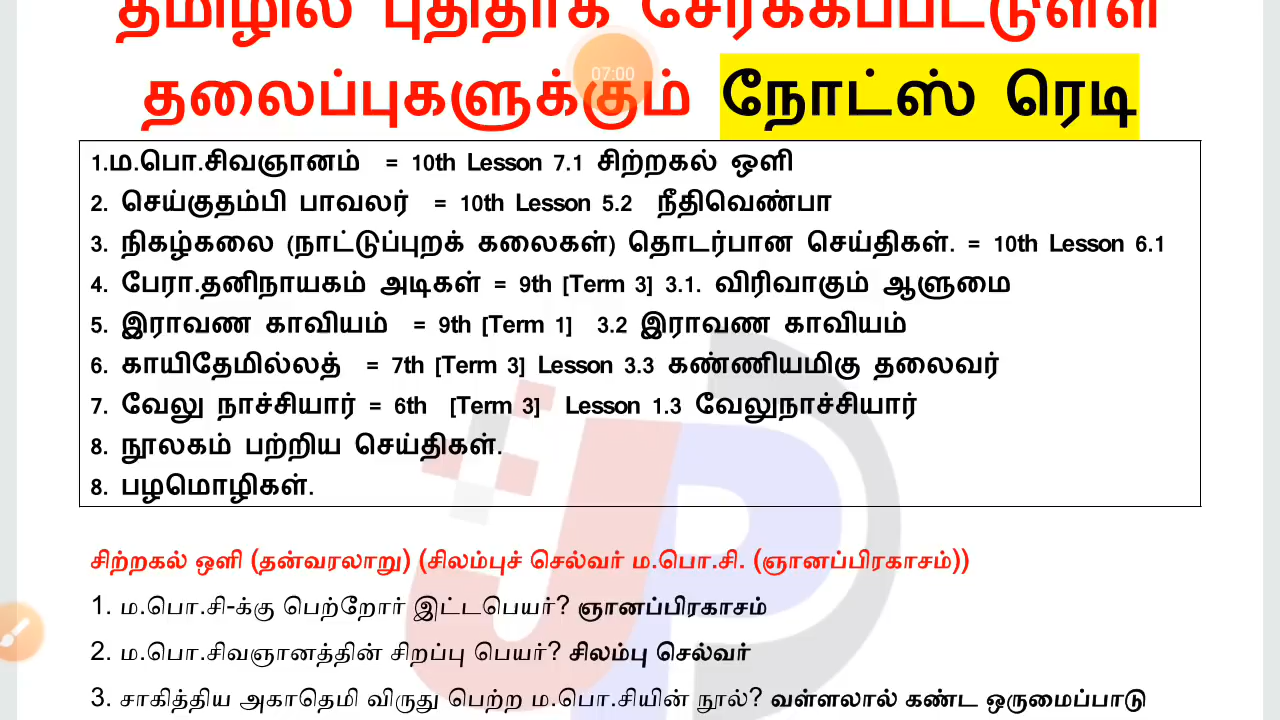 தமிழில் புதிதாக சேர்க்கப்பட்டுள்ள
தலைப்புகளுக்கும் நோட்ஸ் ரெடி
07:00
1.ம.பொ.சிவஞானம் = 10th Lesson 7.1 சிற்றகல் ஒளி
2. செய்குதம்பி பாவலர் = 10th Lesson 5.2 நீதிவெண்பா
3. நிகழ்கலை (நாட்டுப்புறக் கலைகள்) தொடர்பான செய்திகள். = 10th Lesson 6.1
4. பேரா.தனிநாயகம் அடிகள் = 9th [Term 3] 3.1. விரிவாகும் ஆளுமை
5. இராவண காவியம் = 9th [Term 1] 3.2 இராவண காவியம்
6. காயிதேமில்லத் = 7th [Term 3] Lesson 3.3 கண்ணியமிகு தலைவர்
7. வேலு நாச்சியார் = 6th [Term 3] Lesson 1.3 வேலுநாச்சியார்
8. நூலகம் பற்றிய செய்திகள்.
8. பழமொழிகள்.
சிற்றகல் ஒளி (தன்வரலாறு) (சிலம்புச் செல்வர் ம.பொ.சி. (ஞானப்பிரகாசம்))
1. ம.பொ.சி-க்கு பெற்றோர் இட்டபெயர்? ஞானப்பிரகாசம்
2. ம.பொ.சிவஞானத்தின் சிறப்பு பெயர்? சிலம்பு செல்வர்
3. சாகித்திய அகாதெமி விருது பெற்ற ம.பொ.சியின் நூல்? வள்ளலால் கண்ட ஒருமைப்பாடு